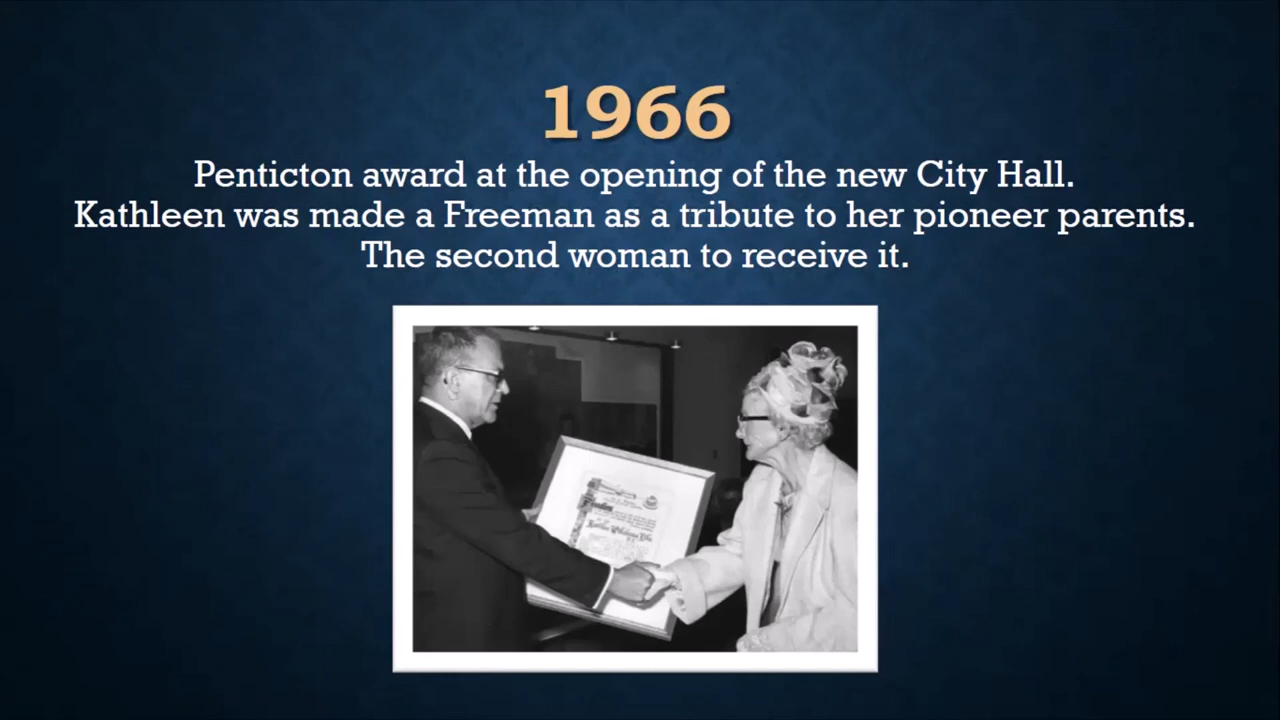 1966
Penticton award at the opening of the new City Hall.
Kathleen was made a Freeman as a tribute to her pioneer parents.
The second woman to receive it.
Freedom